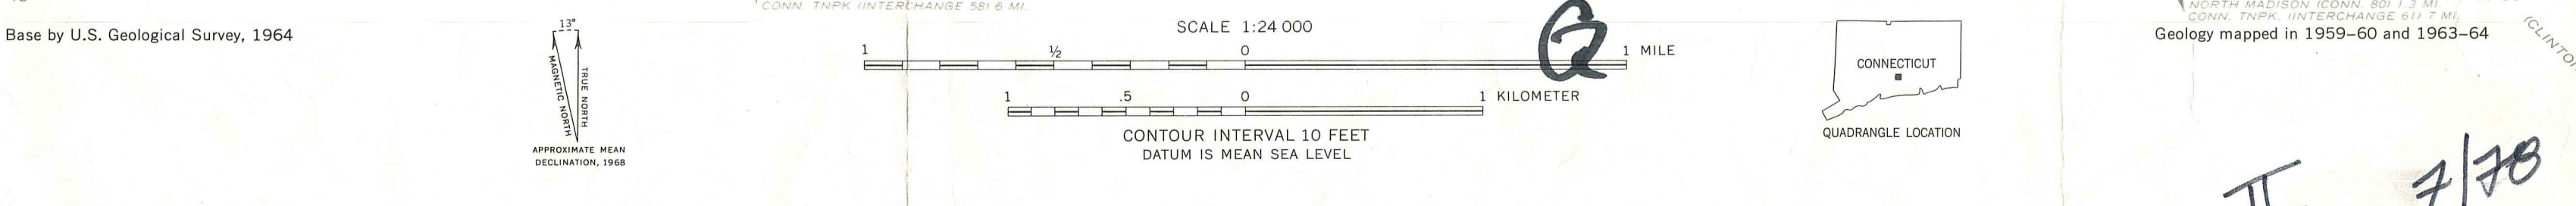 CONN. TNPK (INTERCHANGE 58) 6 MI.
NORTH MADISON (CONN. 80) 1.3 MI.
CONN. TNPK. (INTERCHANGE 61) 7 MI.
Base by U.S. Geological Survey, 1964
13°
MAGNETIC NORTH
TRUE NORTH
APPROXIMATE MEAN
DECLINATION, 1968
SCALE 1:24 000
1 ½ 0 1 MILE
1 .5 0 1 KILOMETER
CONTOUR INTERVAL 10 FEET
DATUM IS MEAN SEA LEVEL
Q
CONNECTICUT
QUADRANGLE LOCATION
Geology mapped in 1959–60 and 1963–64
II
7/78